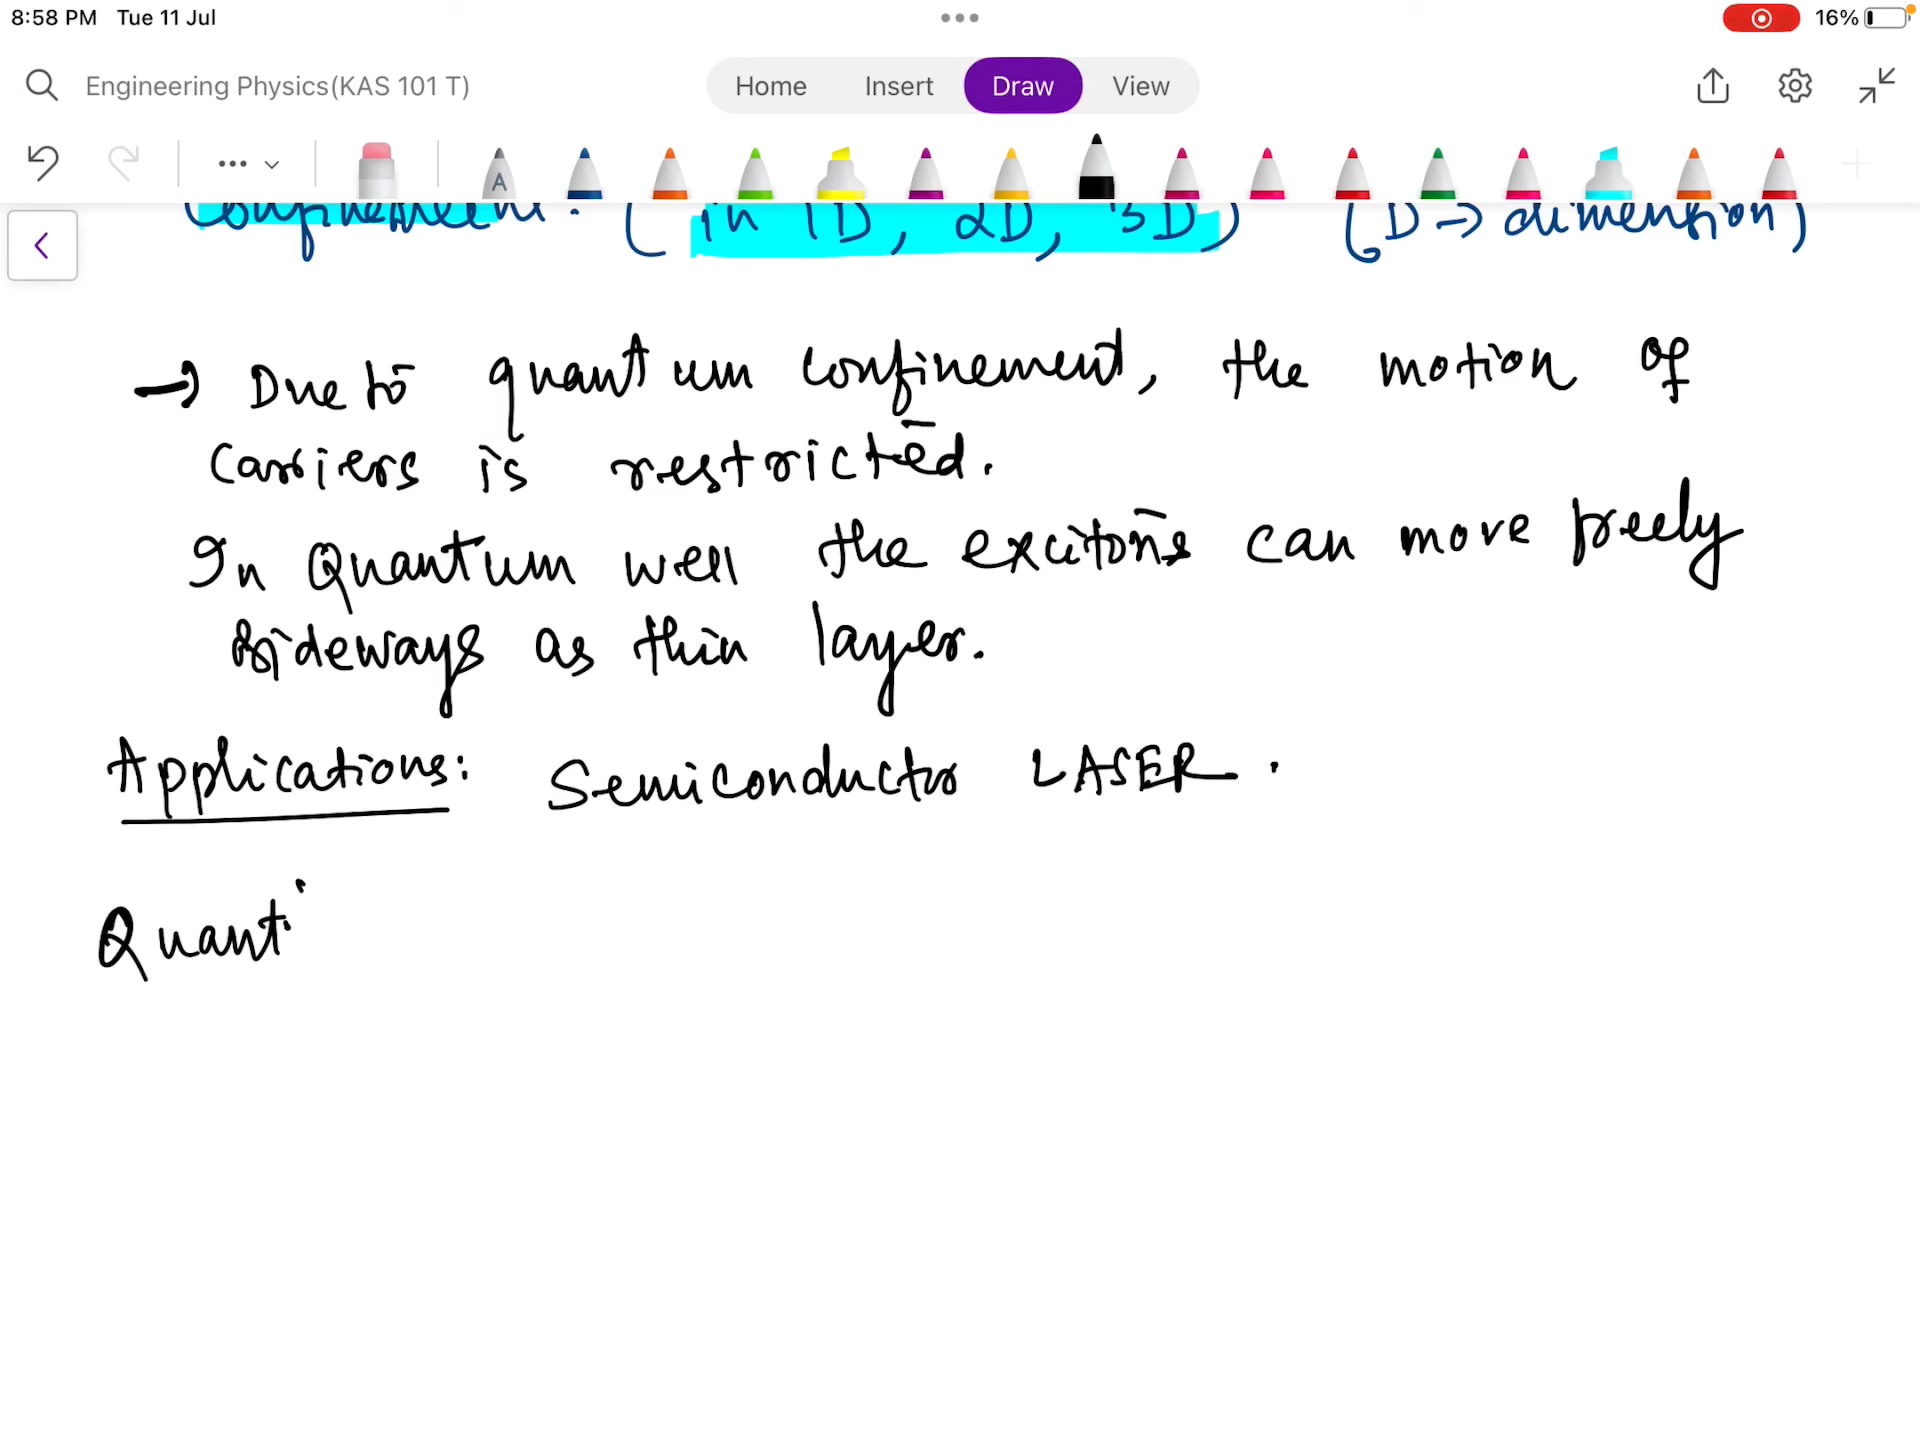 8:58 PM Tue 11 Jul
16%
Engineering Physics(KAS 101 T)
Home Insert Draw View
A
Confinement. (in 1D, 2D, 3D) (D → dimension)
→ Due to quantum confinement, the motion of
carriers is restricted.
In Quantum well the excitons can move freely
sideways as thin layer.
Applications: Semiconductor LASER.
Quant